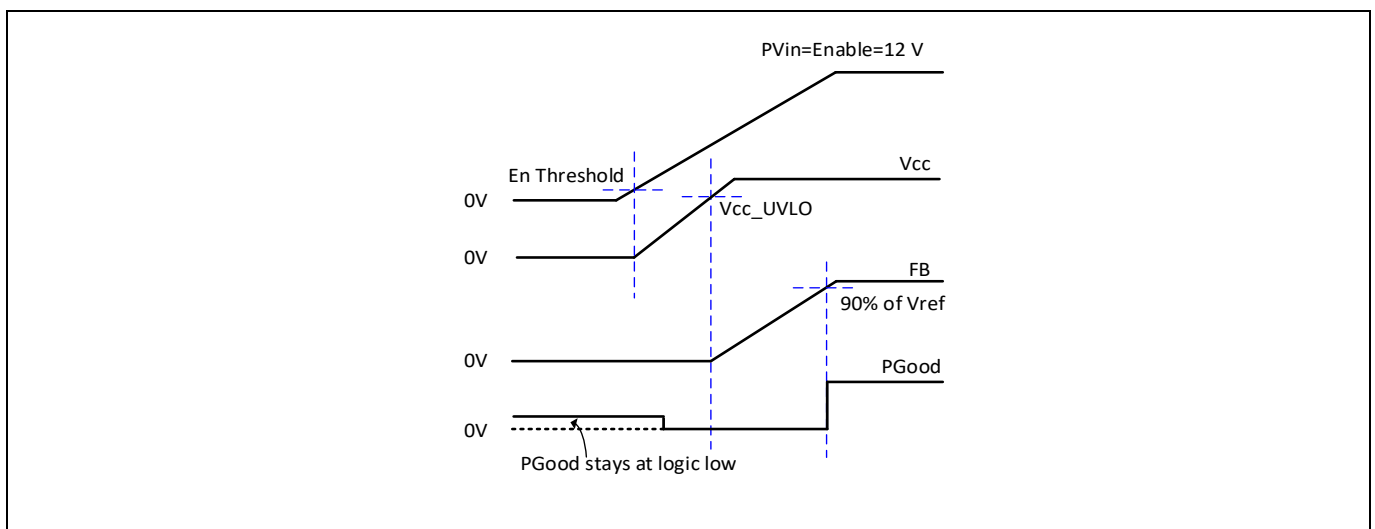 PVin=Enable=12 V
En Threshold
Vcc
0V
Vcc_UVLO
0V
FB
90% of Vref
0V
PGood
0V
PGood stays at logic low